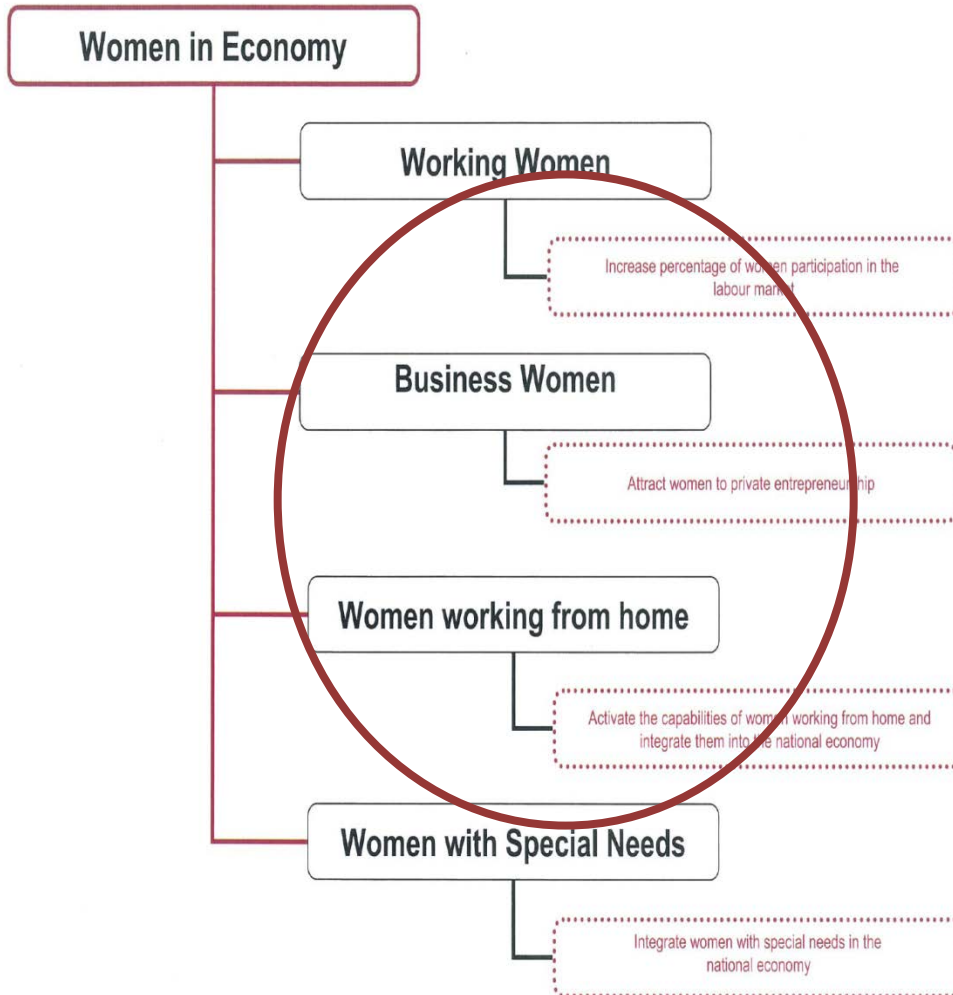 Women in Economy
Working Women
Increase percentage of women participation in the
labour market
Business Women
Attract women to private entrepreneurship
Women working from home
Activate the capabilities of women working from home and
integrate them into the national economy
Women with Special Needs
Integrate women with special needs in the
national economy